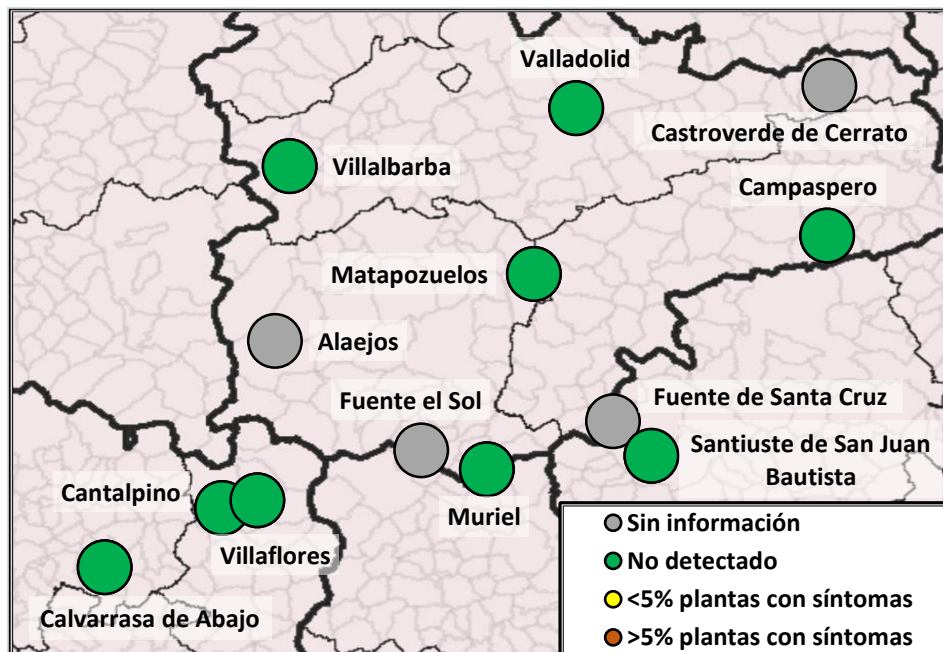 Valladolid
Castroverde de Cerrato
Villalbarba
Campaspero
Matapozuelos
Alaejos
Fuente el Sol
Fuente de Santa Cruz
Santiuste de San Juan
Bautista
Cantalpino
Muriel
Villaflores
Calvarrasa de Abajo
Sin información
No detectado
<5% plantas con síntomas
>5% plantas con síntomas